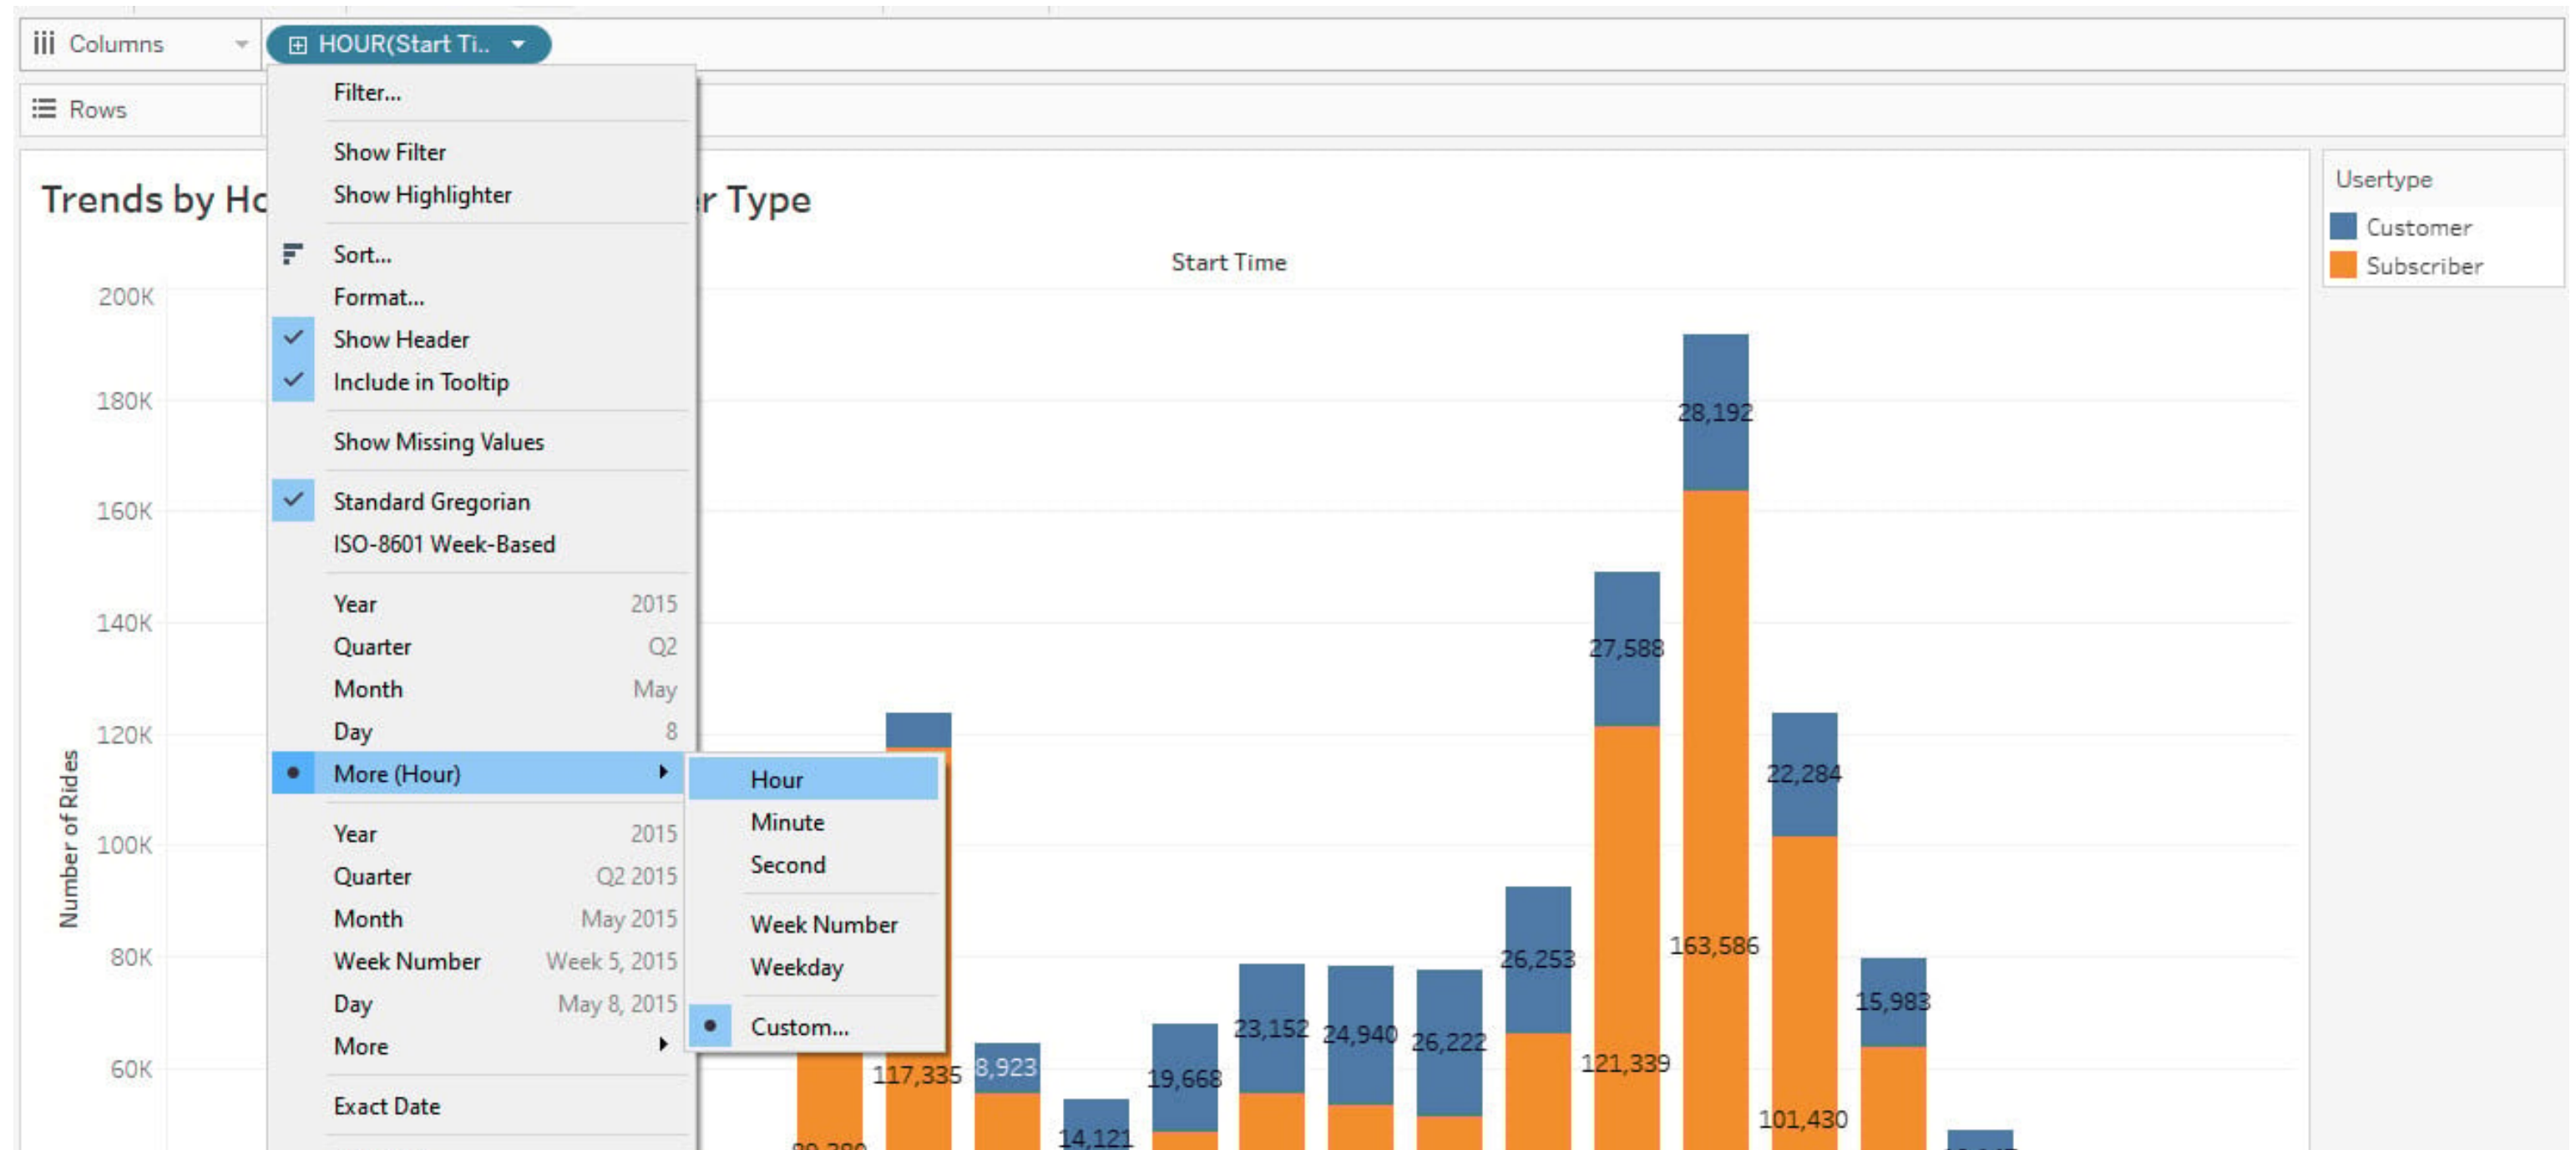 Columns
HOUR(Start Ti..
Rows
Filter...
Show Filter
Show Highlighter
Sort...
Format...
Show Header
Include in Tooltip
Show Missing Values
Standard Gregorian
ISO-8601 Week-Based
Year 2015
Quarter Q2
Month May
Day 8
More (Hour)
Year 2015
Quarter Q2 2015
Month May 2015
Week Number Week 5, 2015
Day May 8, 2015
More
Exact Date
Hour
Minute
Second
Week Number
Weekday
Custom...
Trends by Ho
r Type
Start Time
Usertype
Customer
Subscriber
Number of Rides
200K
180K
160K
140K
120K
100K
80K
60K
117,335
8,923
14,121
19,668
23,152
24,940
26,222
26,253
27,588
121,339
28,192
163,586
22,284
101,430
15,983